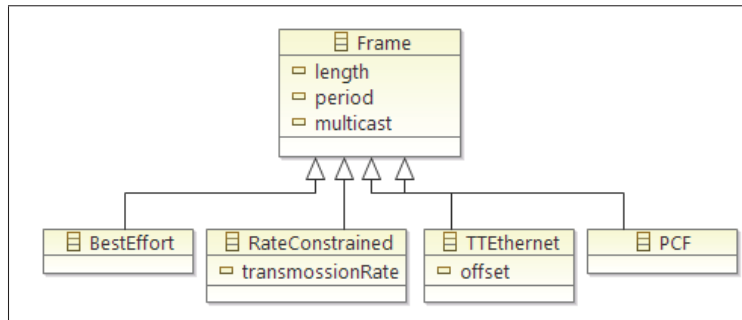 Frame
length
period
multicast
BestEffort
RateConstrained
transmossionRate
TTEthernet
offset
PCF